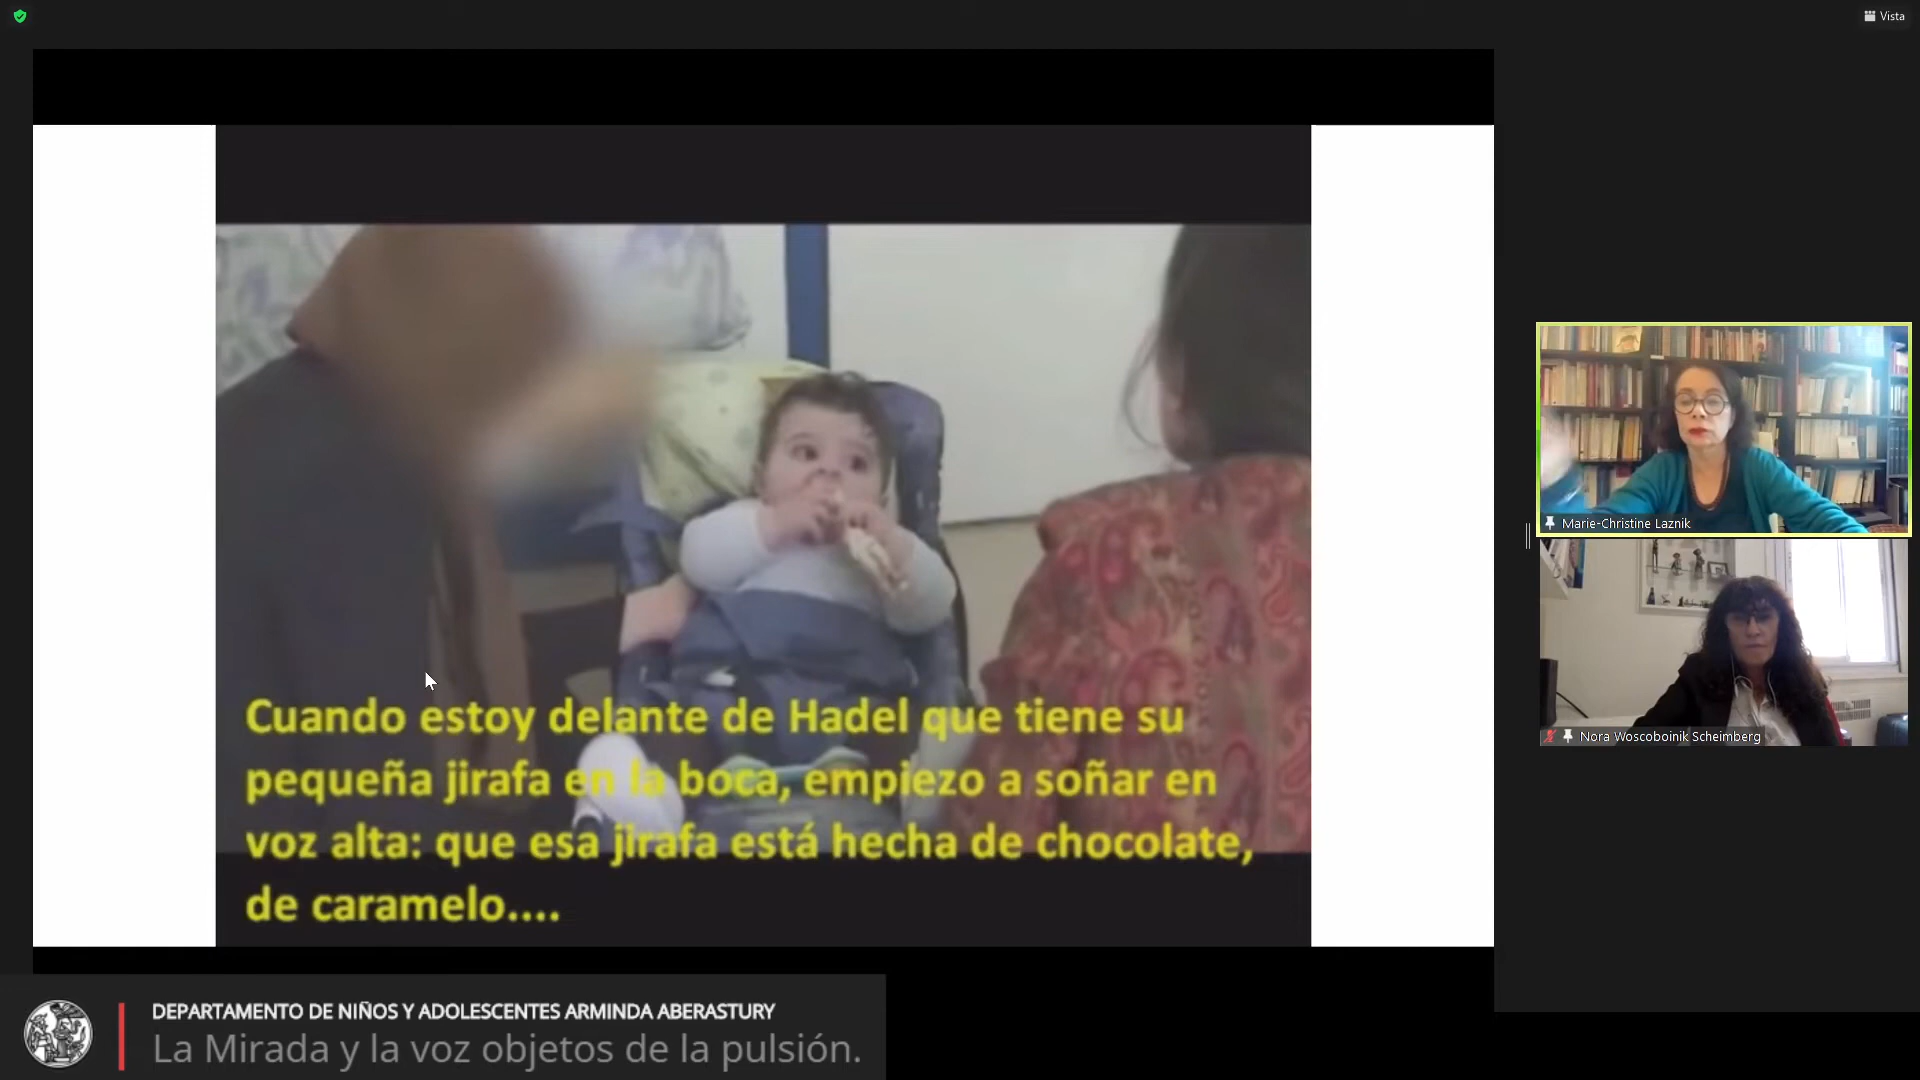 Vista
Cuando estoy delante de Hadel que tiene su
pequeña jirafa en la boca, empiezo a soñar en
voz alta: que esa jirafa está hecha de chocolate,
de caramelo....
Marie-Christine Laznik
Nora Woscoboinik Scheimberg
DEPARTAMENTO DE NIÑOS Y ADOLESCENTES ARMINDA ABERASTURY
La Mirada y la voz objetos de la pulsión.